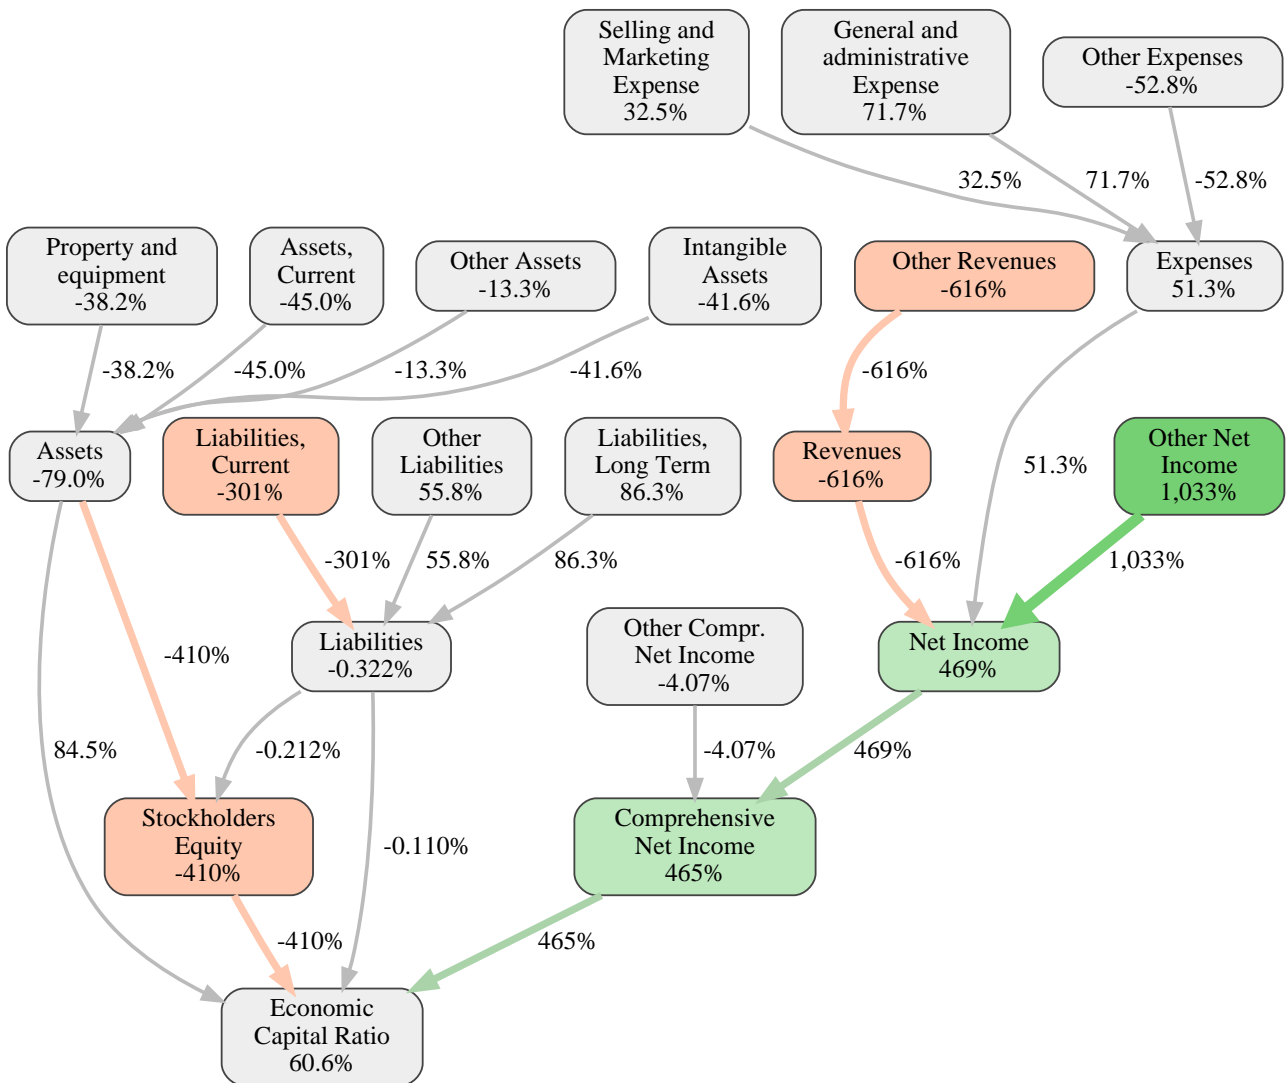 Selling and
Marketing
Expense
32.5%
General and
administrative
Expense
71.7%
Other Expenses
-52.8%
32.5%
71.7%
-52.8%
Property and
equipment
-38.2%
Assets,
Current
-45.0%
Other Assets
-13.3%
Intangible
Assets
-41.6%
Other Revenues
-616%
Expenses
51.3%
-38.2%
-45.0%
-13.3%
-41.6%
-616%
Assets
-79.0%
Liabilities,
Current
-301%
Other
Liabilities
55.8%
Liabilities,
Long Term
86.3%
Revenues
-616%
51.3%
Other Net
Income
1,033%
-301%
55.8%
86.3%
-616%
1,033%
-410%
Liabilities
-0.322%
Other Compr.
Net Income
-4.07%
Net Income
469%
84.5%
-0.212%
-4.07%
469%
Stockholders
Equity
-410%
-0.110%
Comprehensive
Net Income
465%
-410%
465%
Economic
Capital Ratio
60.6%